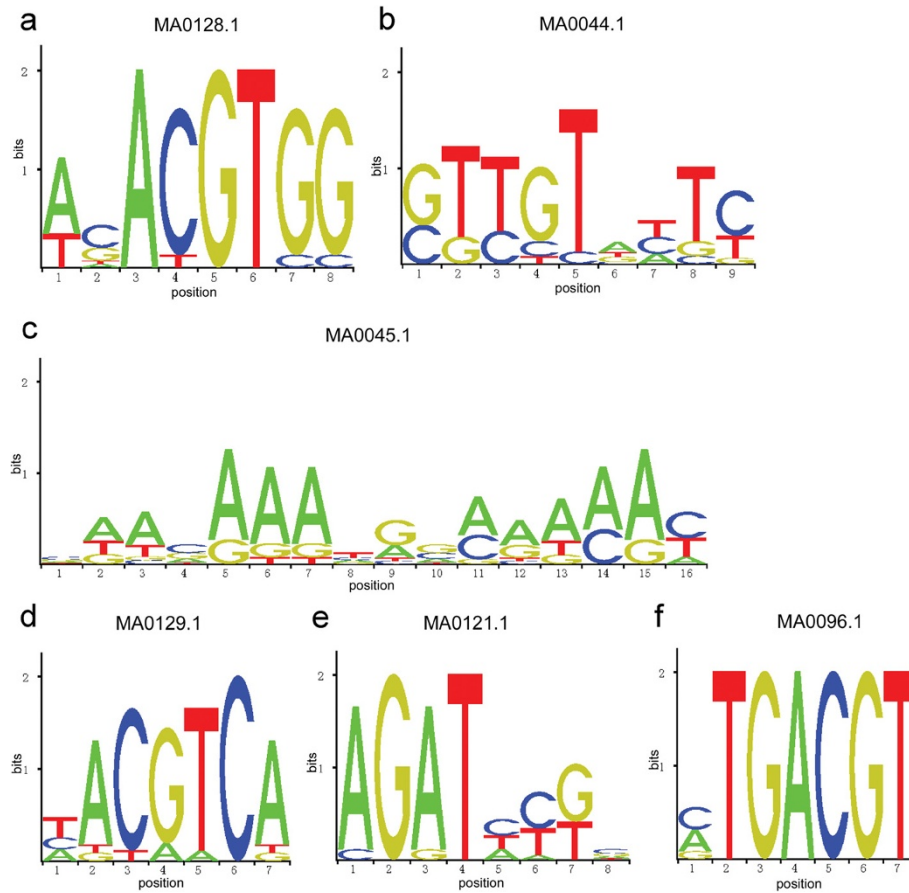 a MA0128.1
bits
2
1
A C A C G T G G
T G T C C
T
A
1 2 3 4 5 6 7 8
position
b MA0044.1
bits
2
1
G T T G T A T T C
C G C C C T C G T
T G A C G
1 2 3 4 5 6 7 8 9
position
c MA0045.1
bits
2
1
A A C A A A T G G A A A A A C
T T G G G G A C G T C G T
G A T T A
1 2 3 4 5 6 7 8 9 10 11 12 13 14 15 16
position
d MA0129.1
bits
2
1
T A C G T C A
C T T A A T
A G G
1 2 3 4 5 6 7
position
e MA0121.1
bits
2
1
A G A T C C G
C G T T T
A
1 2 3 4 5 6 7 8
position
f MA0096.1
bits
2
1
C T G A C G T
A
G
1 2 3 4 5 6 7
position